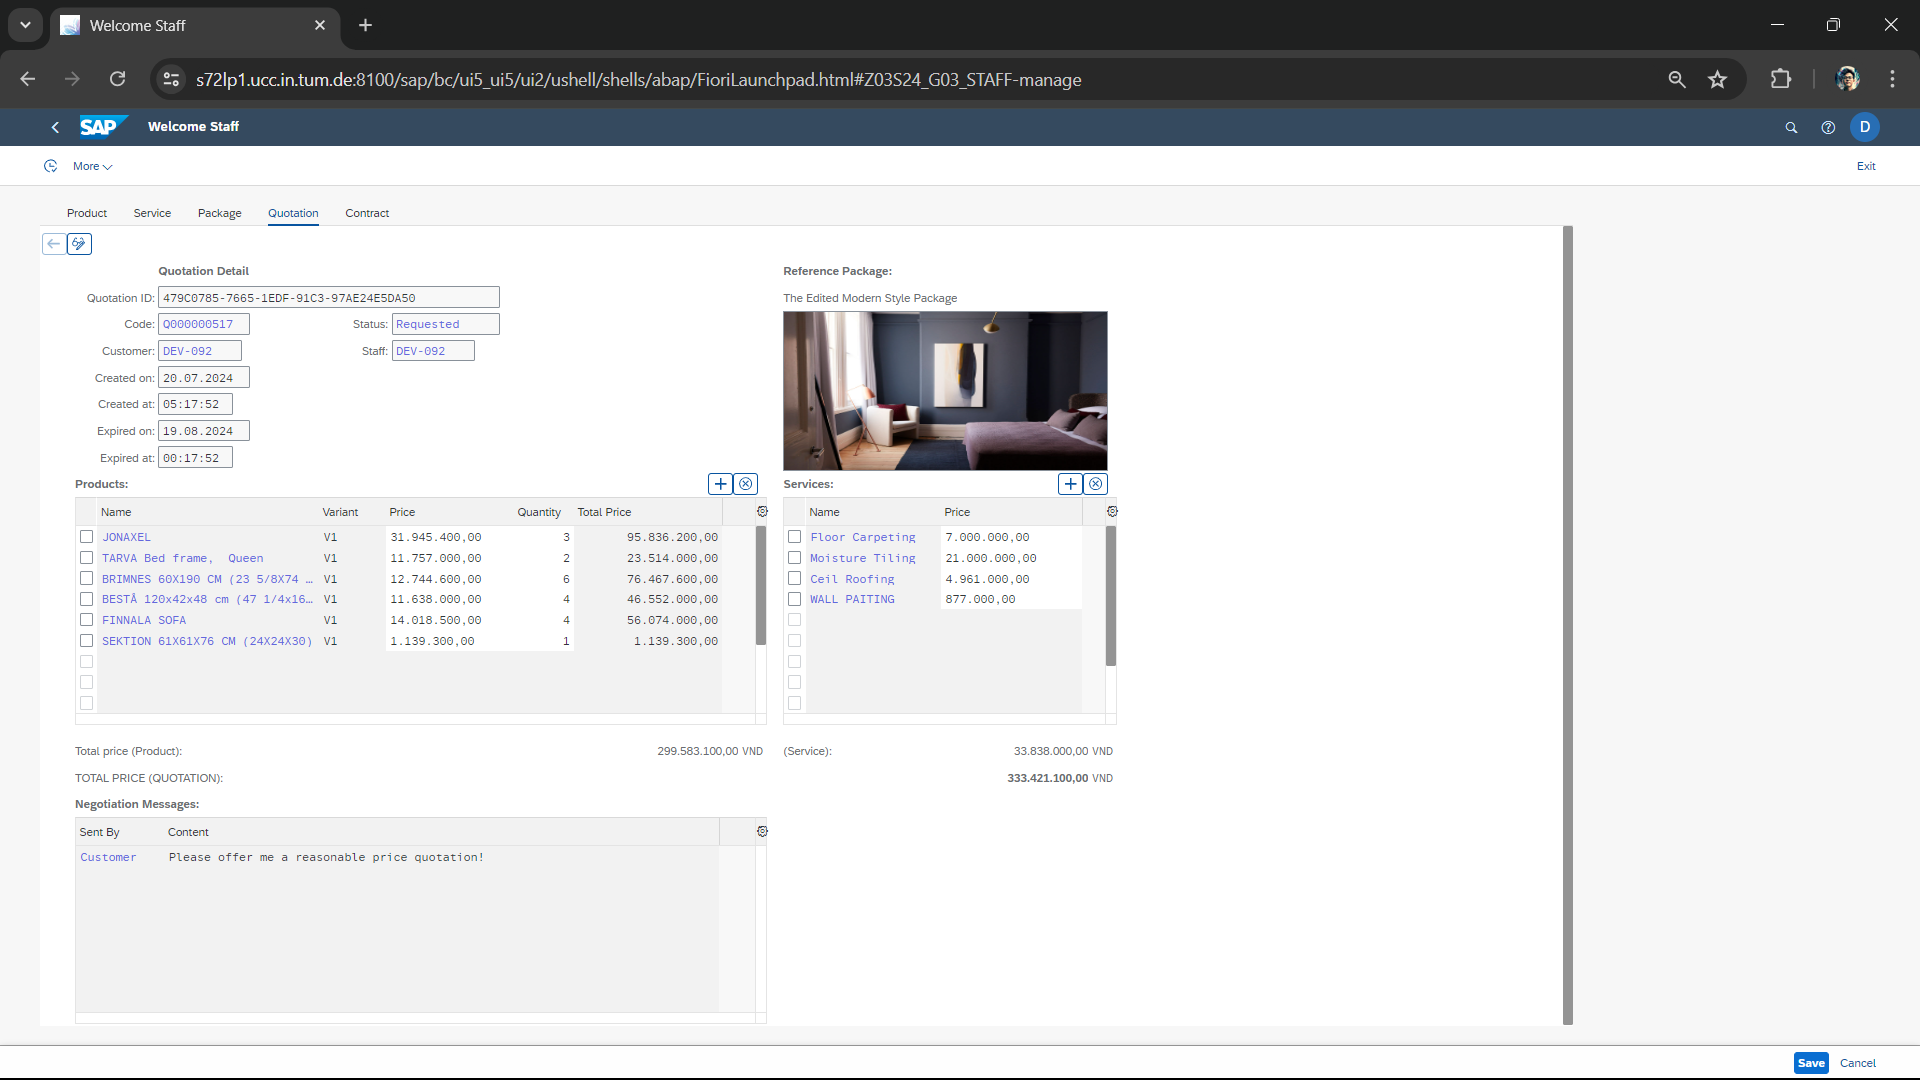 Welcome Staff
s72lp1.ucc.in.tum.de:8100/sap/bc/ui5_ui5/ui2/ushell/shells/abap/FioriLaunchpad.html#Z03S24_G03_STAFF-manage
SAP Welcome Staff D
More Exit
Product Service Package Quotation Contract
Quotation Detail
Quotation ID: 479C0785-7665-1EDF-91C3-97AE24E5DA50
Code: Q000000517 Status: Requested
Customer: DEV-092 Staff: DEV-092
Created on: 20.07.2024
Created at: 05:17:52
Expired on: 19.08.2024
Expired at: 00:17:52
Reference Package:
The Edited Modern Style Package
Products:
Name Variant Price Quantity Total Price
JONAXEL V1 31.945.400,00 3 95.836.200,00
TARVA Bed frame, Queen V1 11.757.000,00 2 23.514.000,00
BRIMNES 60X190 CM (23 5/8X74 … V1 12.744.600,00 6 76.467.600,00
BESTÅ 120x42x48 cm (47 1/4x16… V1 11.638.000,00 4 46.552.000,00
FINNALA SOFA V1 14.018.500,00 4 56.074.000,00
SEKTION 61X61X76 CM (24X24X30) V1 1.139.300,00 1 1.139.300,00
Services:
Name Price
Floor Carpeting 7.000.000,00
Moisture Tiling 21.000.000,00
Ceil Roofing 4.961.000,00
WALL PAITING 877.000,00
Total price (Product): 299.583.100,00 VND (Service): 33.838.000,00 VND
TOTAL PRICE (QUOTATION): 333.421.100,00 VND
Negotiation Messages:
Sent By Content
Customer Please offer me a reasonable price quotation!
Save Cancel